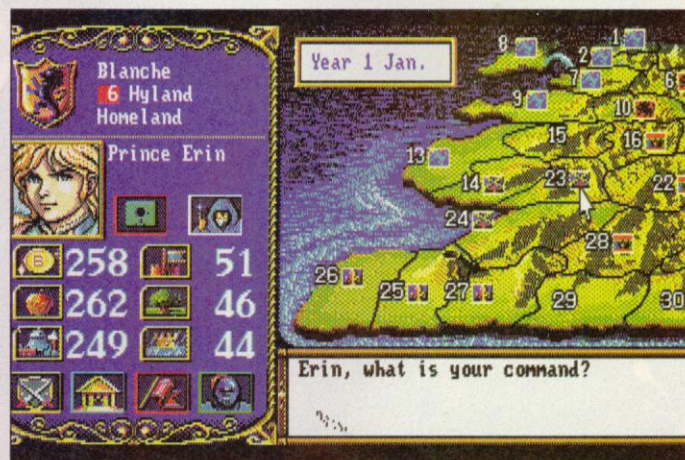 Blanche
6 Hyland
Homeland
Prince Erin
B
258 51
262 46
249 44
Year 1 Jan.
8 1
2
7 6
9 10
15 16
13
14 23 22
24
28
26 25 27 29 30
Erin, what is your command?